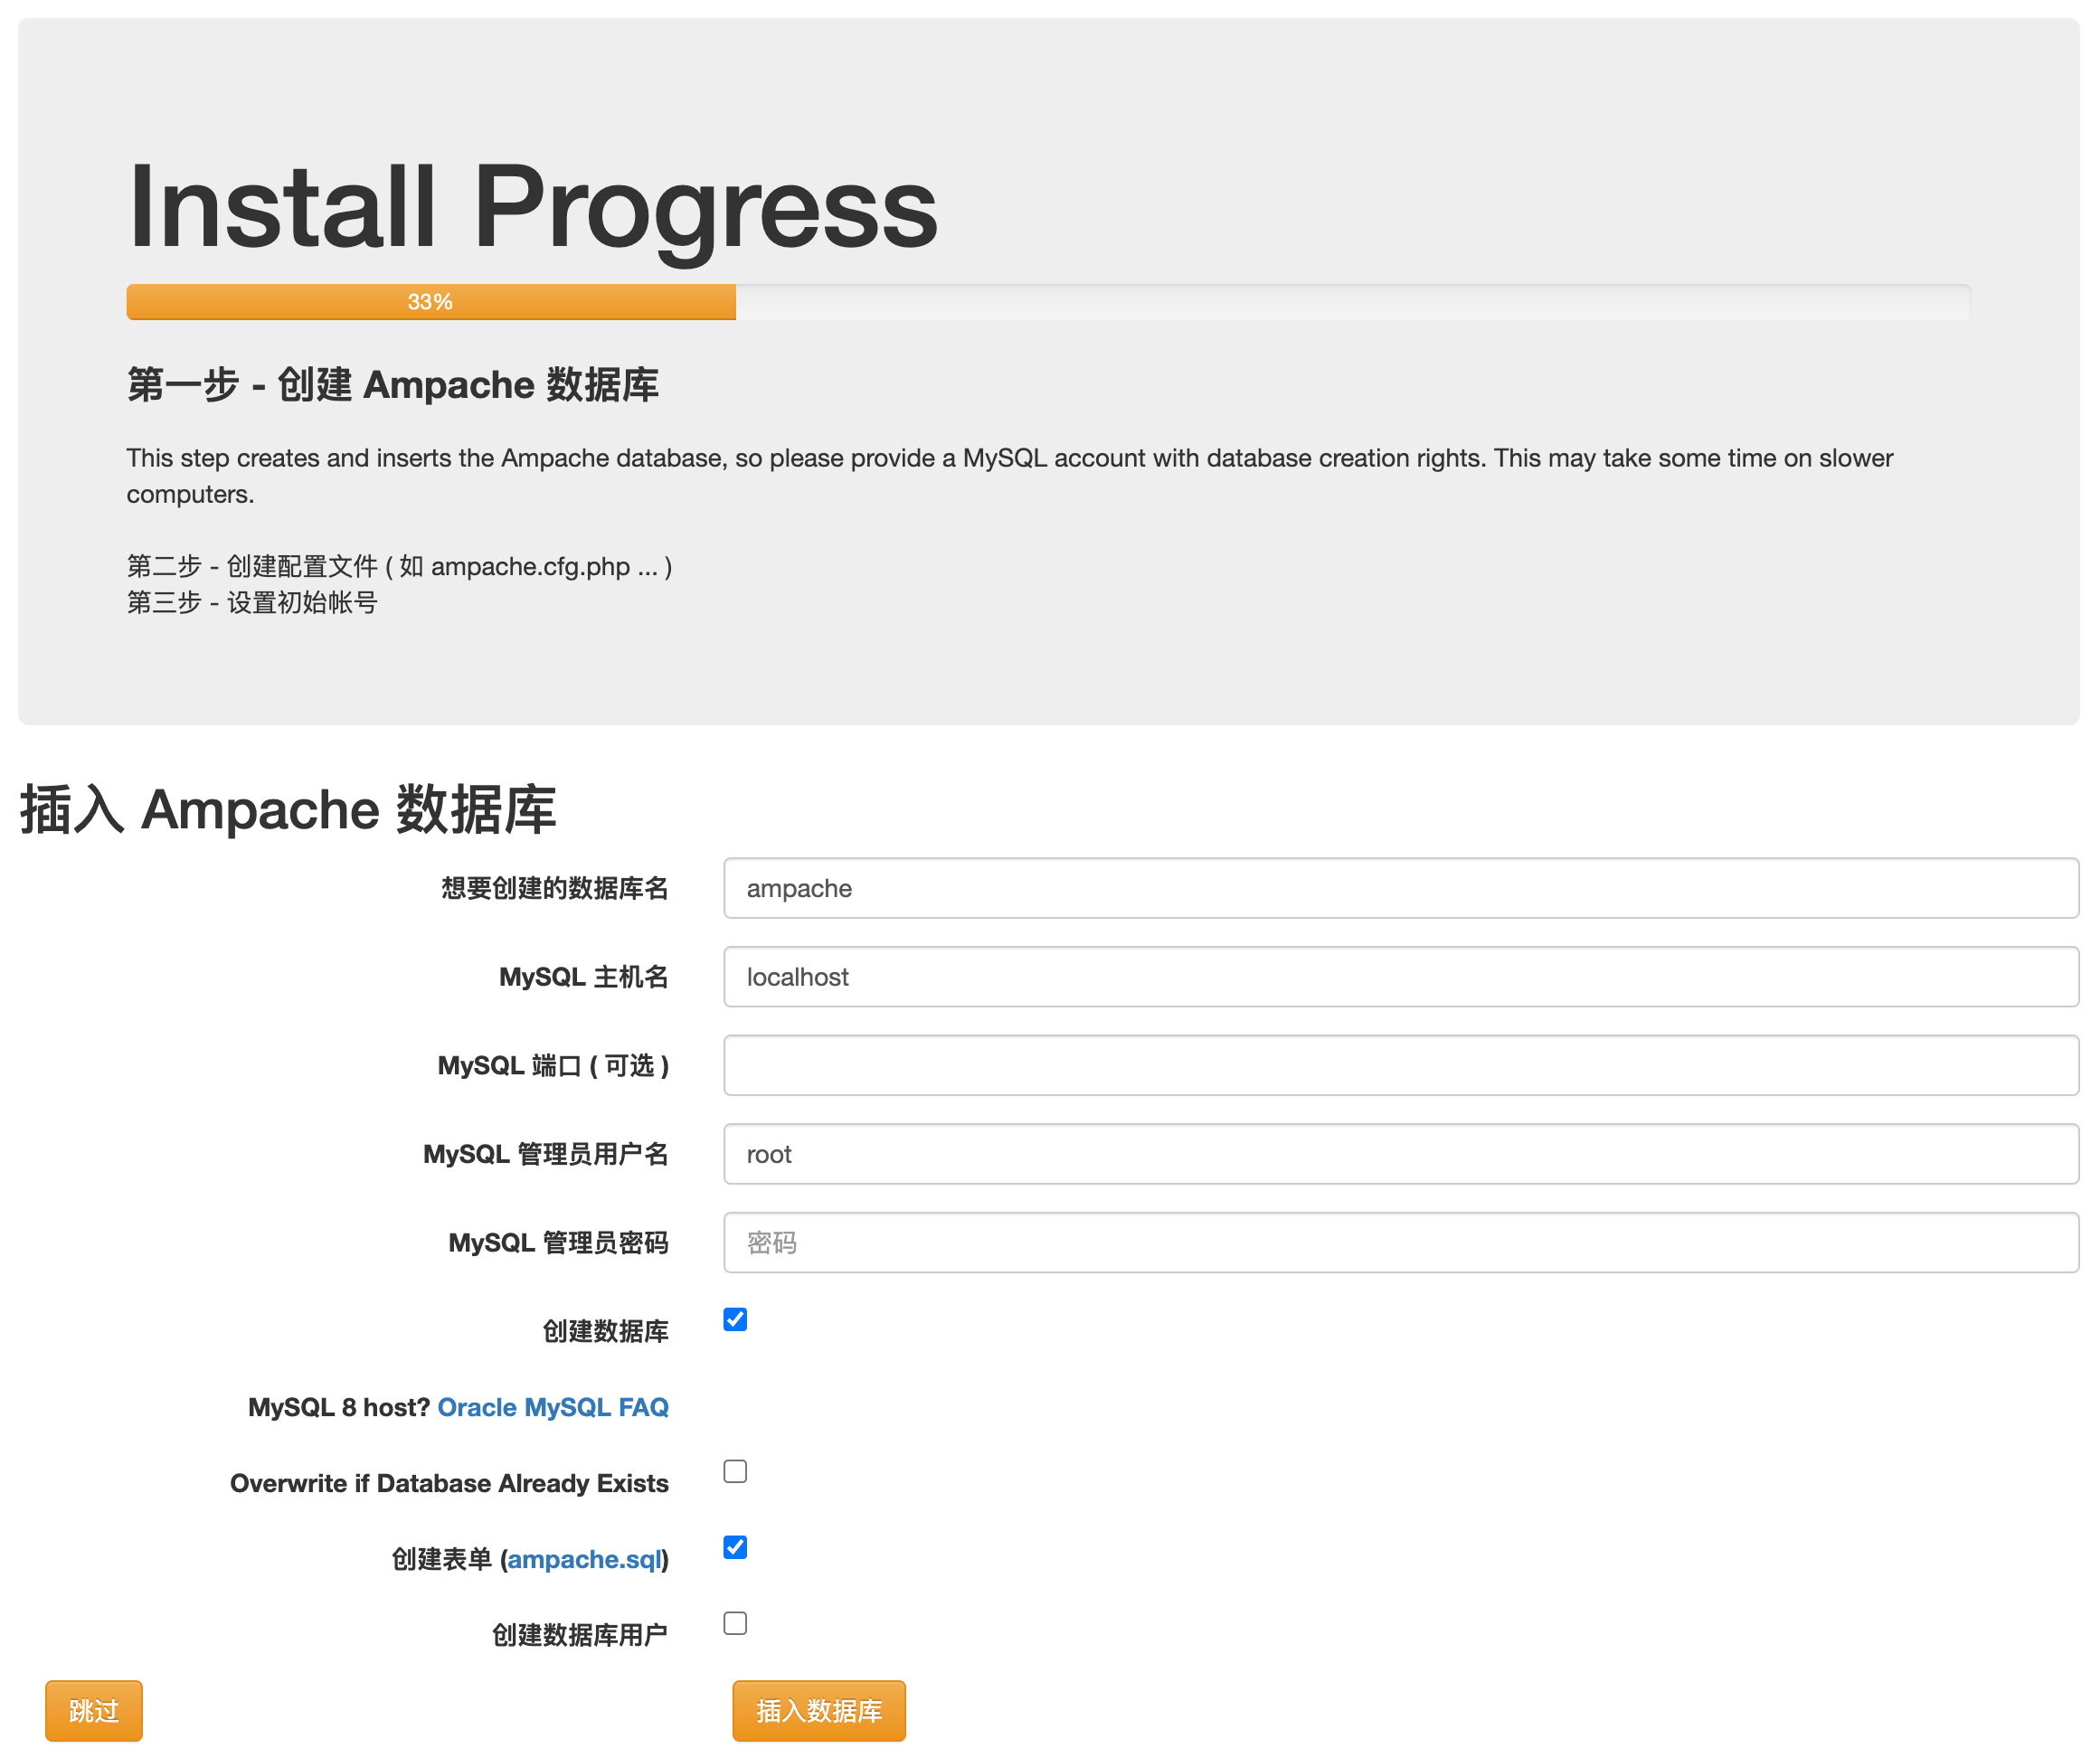 Install Progress
33%
第一步 - 创建 Ampache 数据库
This step creates and inserts the Ampache database, so please provide a MySQL account with database creation rights. This may take some time on slower
computers.
第二步 - 创建配置文件 ( 如 ampache.cfg.php ... )
第三步 - 设置初始帐号
插入 Ampache 数据库
想要创建的数据库名 ampache
MySQL 主机名 localhost
MySQL 端口 ( 可选 )
MySQL 管理员用户名 root
MySQL 管理员密码 密码
创建数据库
MySQL 8 host? Oracle MySQL FAQ
Overwrite if Database Already Exists
创建表单 (ampache.sql)
创建数据库用户
跳过 插入数据库